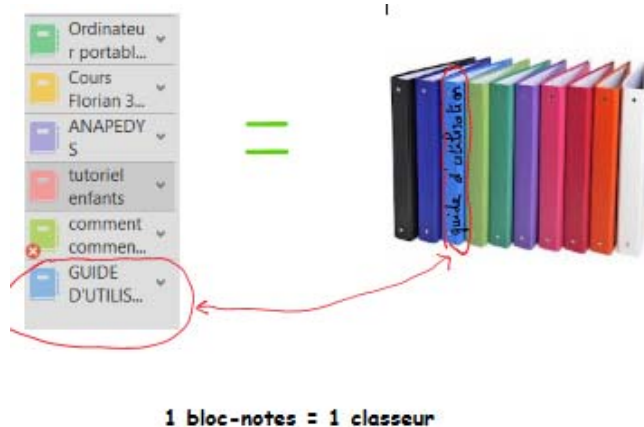 Ordinateu
r portabl...
Cours
Florian 3...
ANAPEDY
S
tutoriel
enfants
comment
commen...
GUIDE
D'UTILIS...
=
guide d'utilisation
1 bloc-notes = 1 classeur